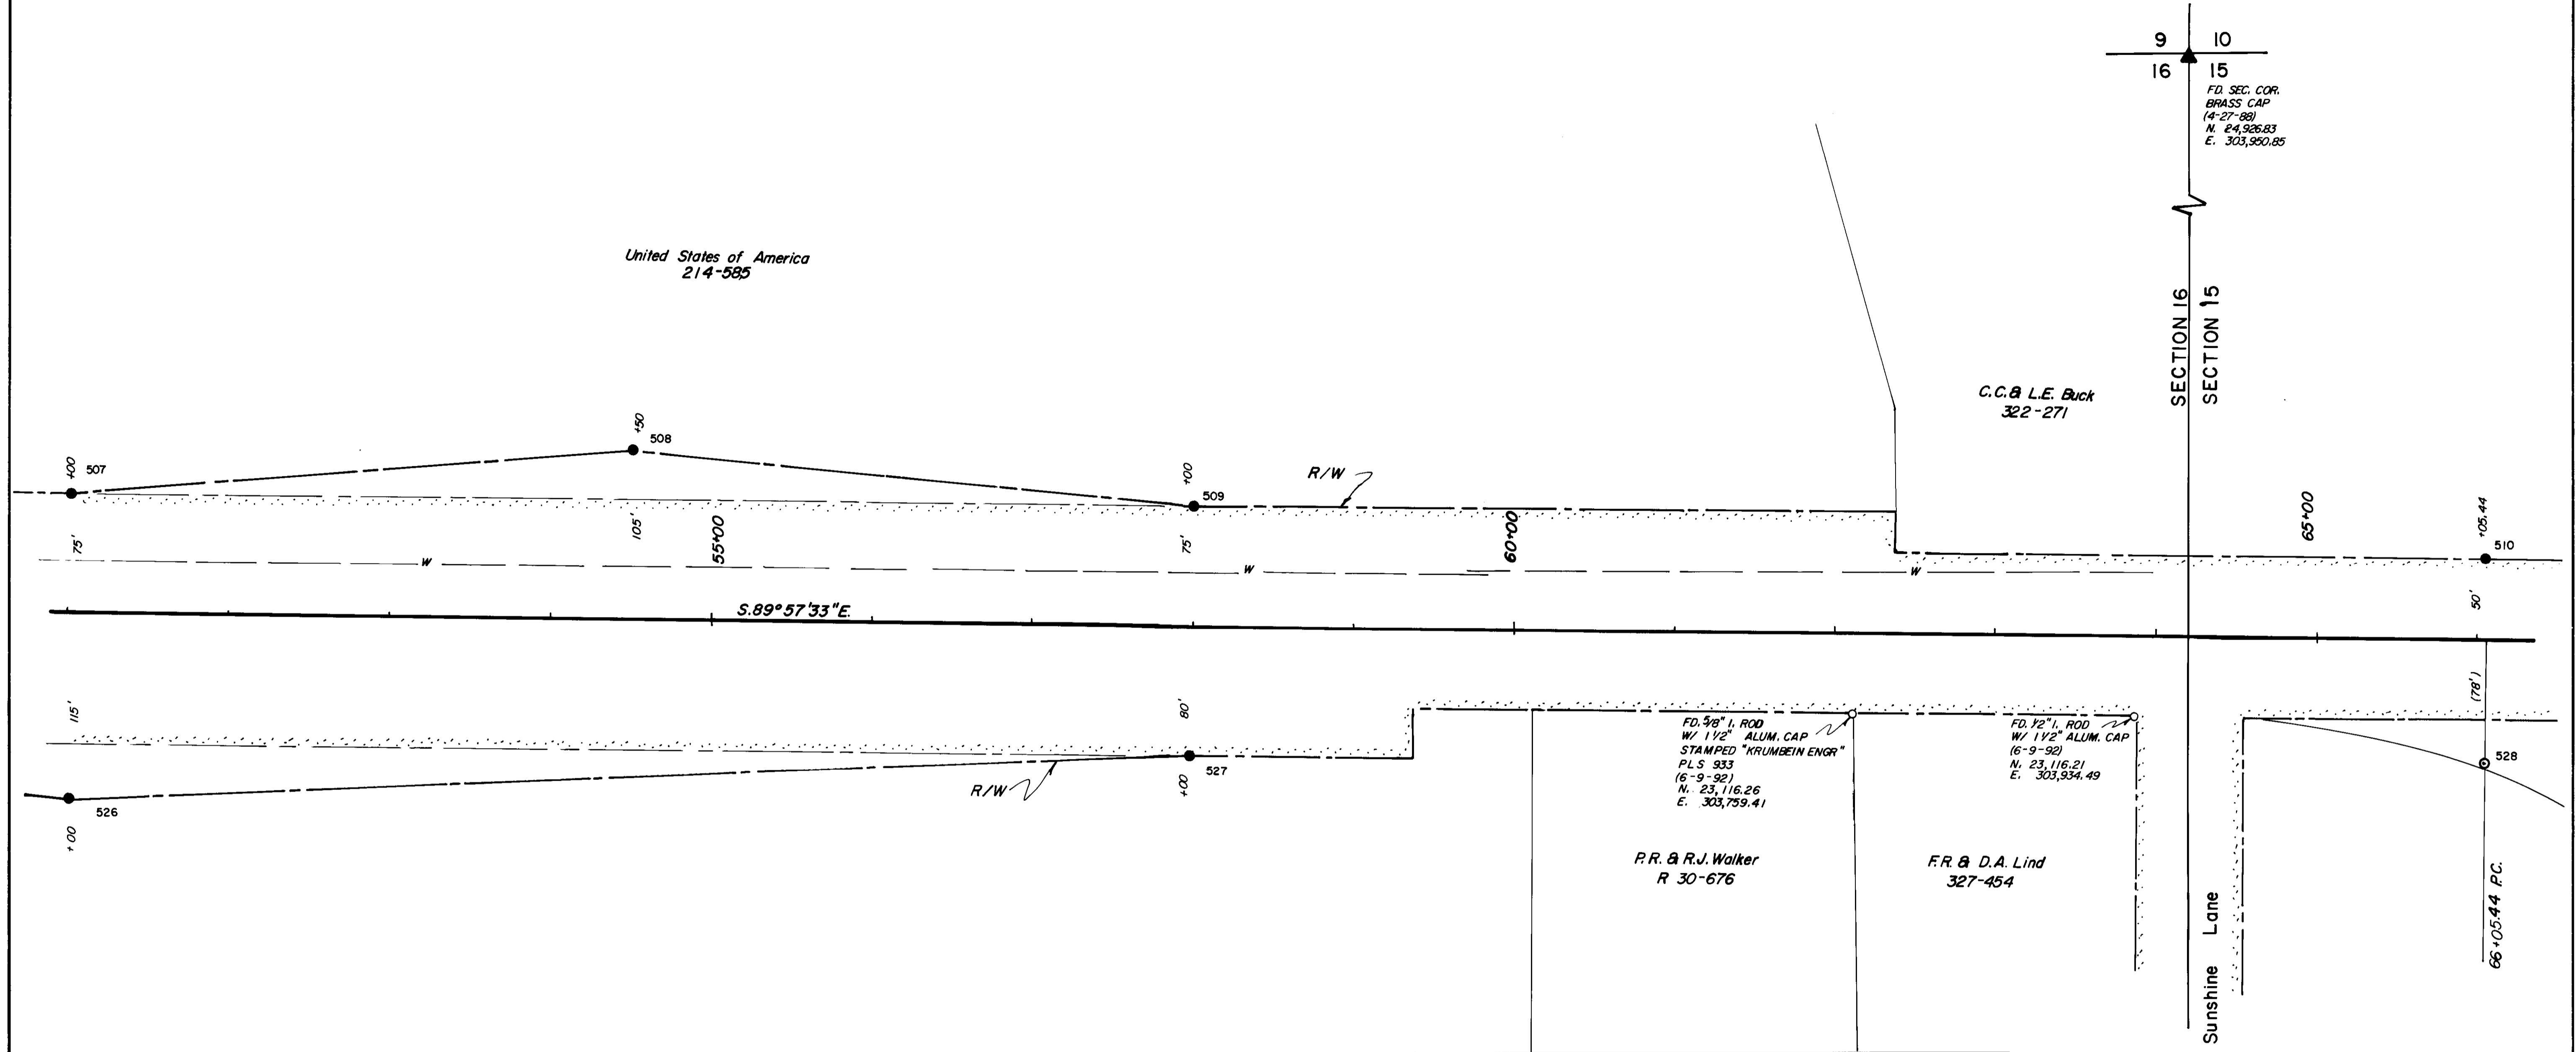 9 10
16 15
FD. SEC. COR.
BRASS CAP
(4-27-88)
N. 24,926.83
E. 303,950.85
United States of America
214-585
SECTION 16
SECTION 15
C.C. & L.E. Buck
322-271
+00
507
+50
508
+00
509
R/W
75'
105'
55+00
75'
60+00
65+00
+05.44
510
50'
W
W
W
S.89°57'33"E.
115'
80'
(78')
526
+00
R/W
527
+00
FD. 5/8" I. ROD
W/ 1 1/2" ALUM. CAP
STAMPED "KRUMBEIN ENGR"
PLS 933
(6-9-92)
N. 23,116.26
E. 303,759.41
FD. 1/2" I. ROD
W/ 1 1/2" ALUM. CAP
(6-9-92)
N. 23,116.21
E. 303,934.49
528
P.R. & R.J. Walker
R 30-676
F.R. & D.A. Lind
327-454
Sunshine Lane
66+05.44 P.C.